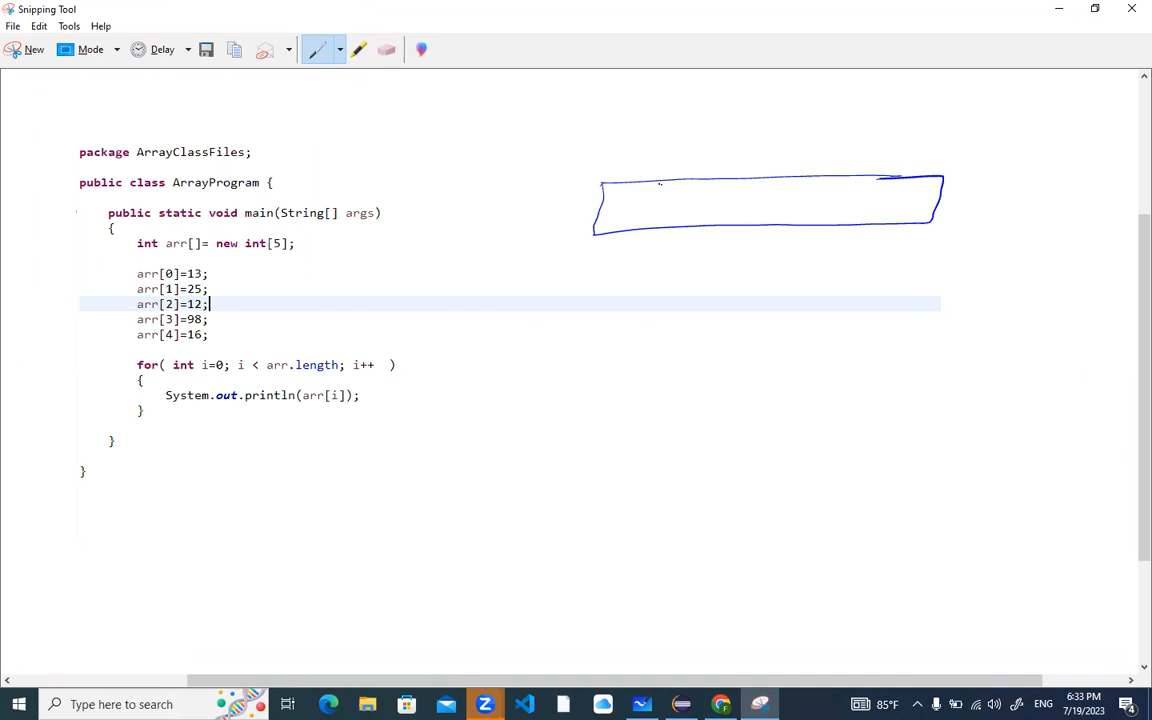 Snipping Tool
File Edit Tools Help
New Mode Delay
package ArrayClassFiles;
public class ArrayProgram {
public static void main(String[] args)
{
int arr[]= new int[5];
arr[0]=13;
arr[1]=25;
arr[2]=12;
arr[3]=98;
arr[4]=16;
for( int i=0; i < arr.length; i++ )
{
System.out.println(arr[i]);
}
}
}
Type here to search
85°F
ENG
6:33 PM
7/19/2023
4